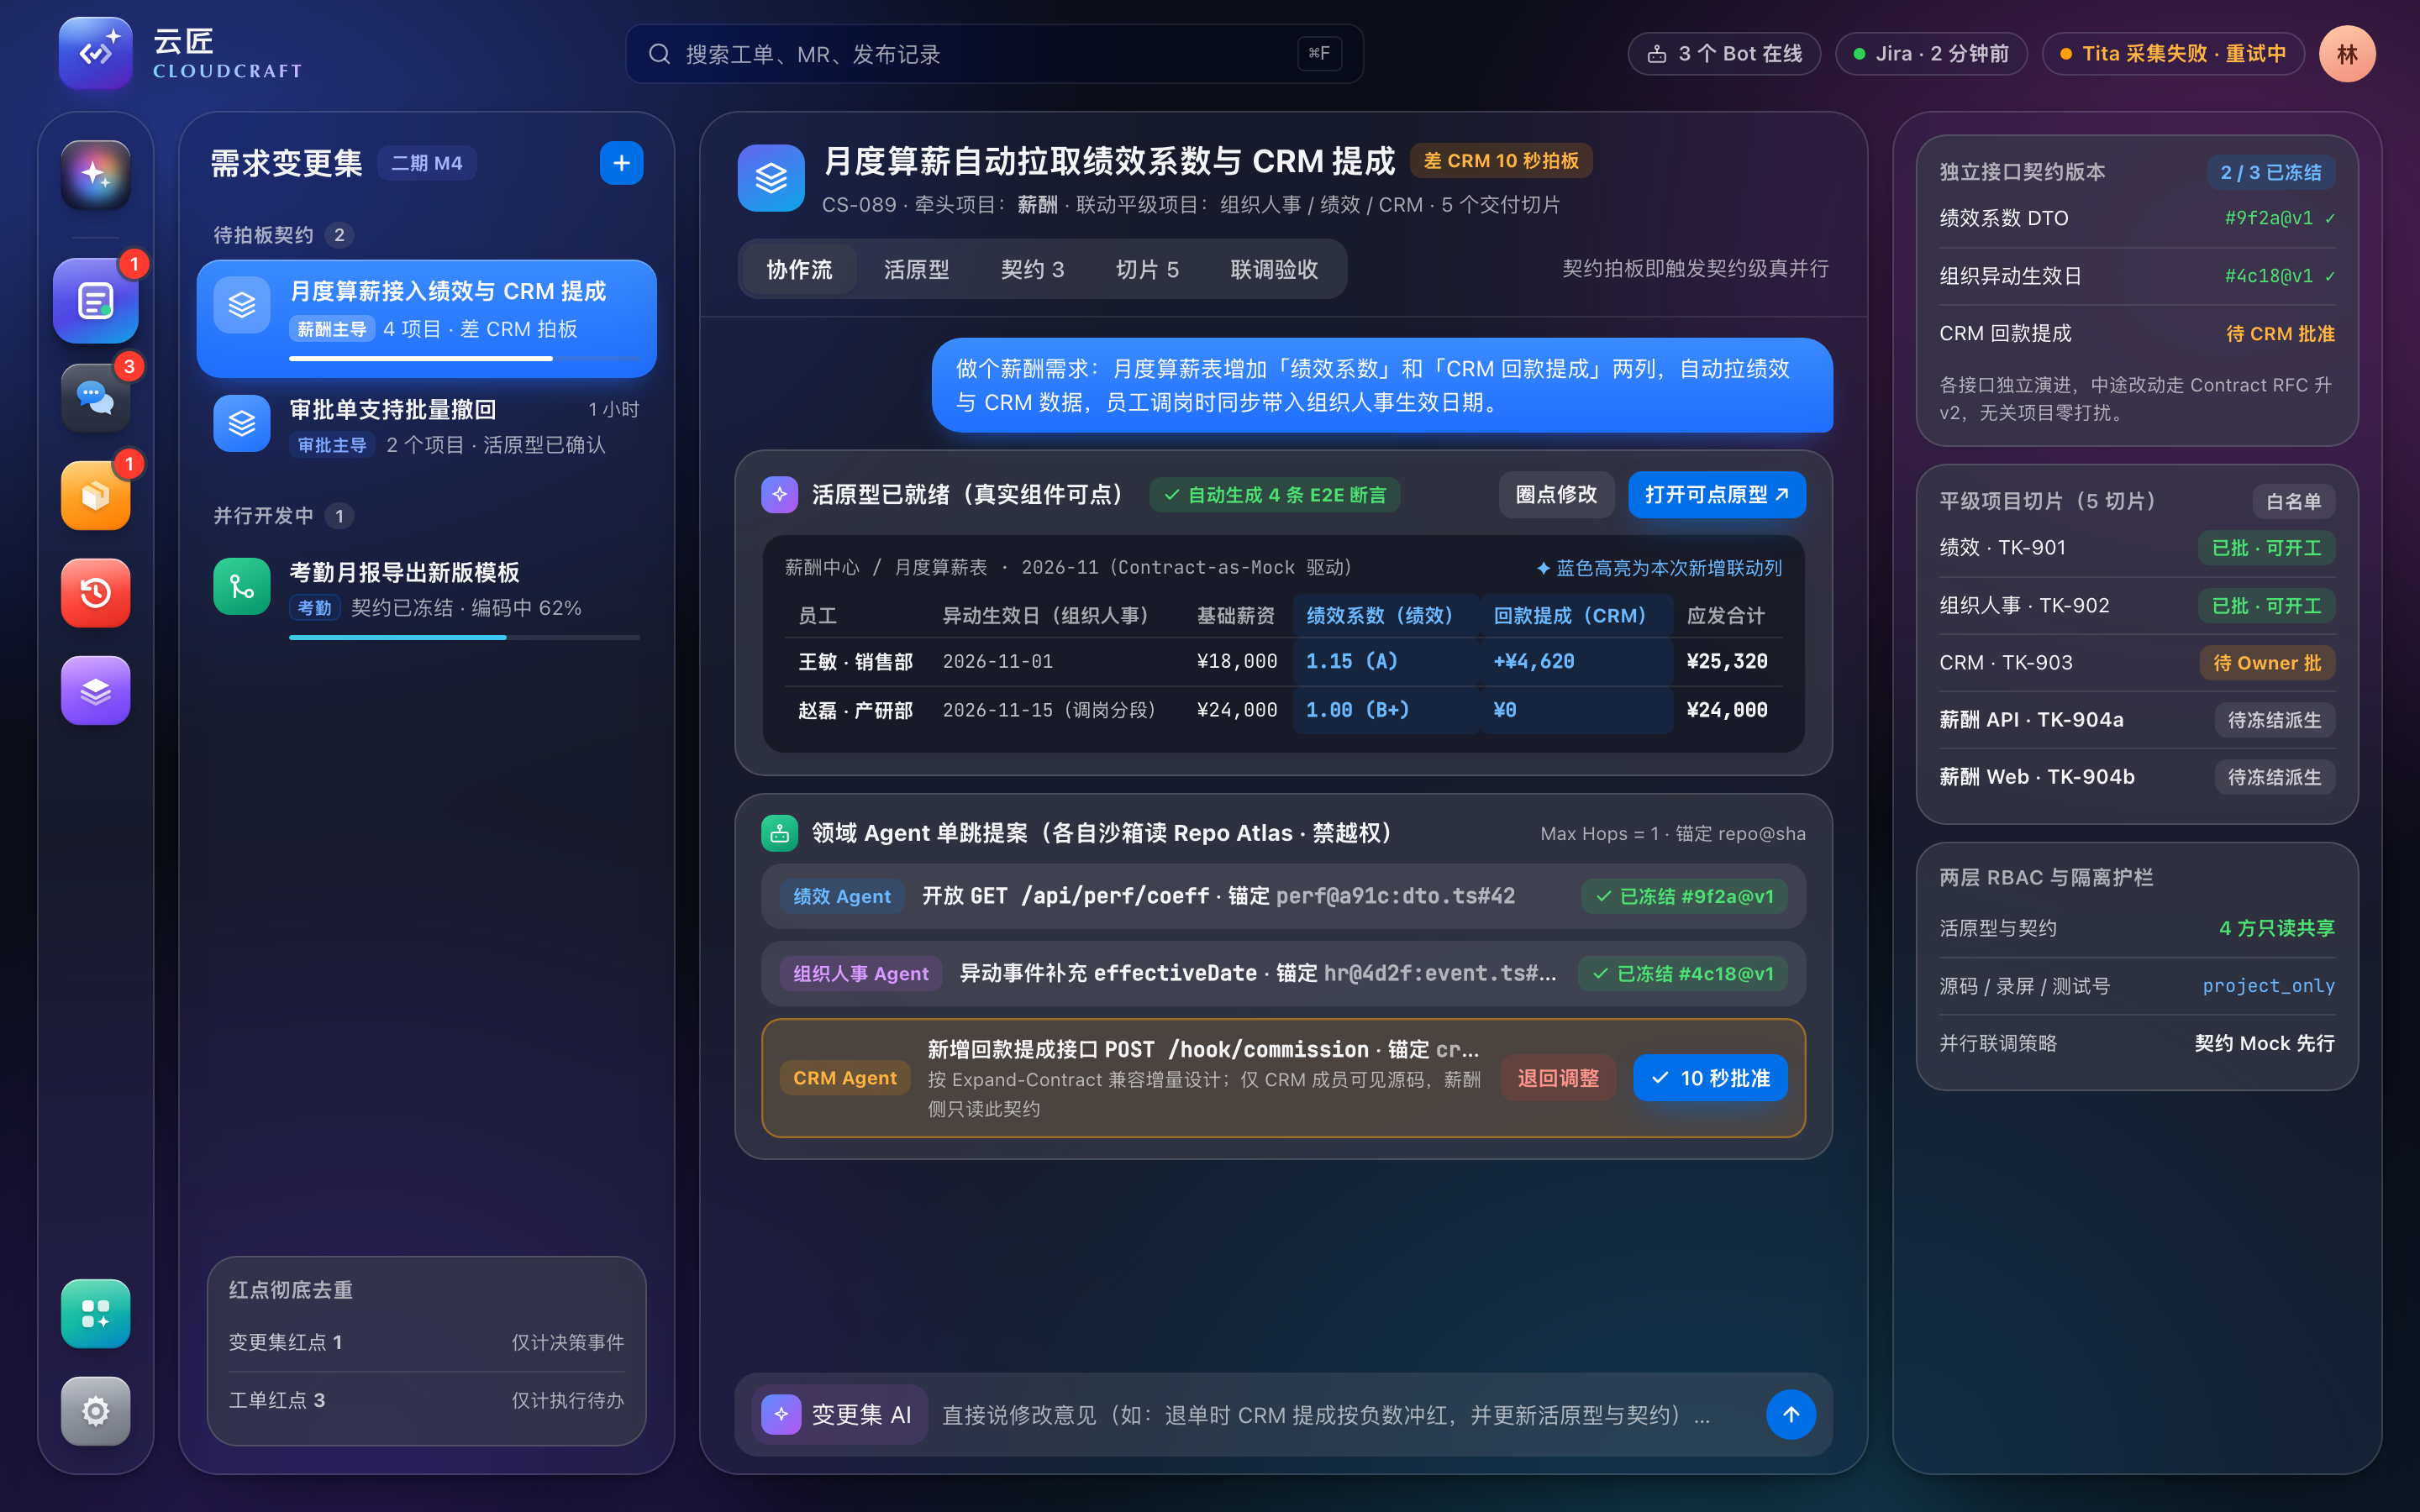 云匠
CLOUDCRAFT
搜索工单、MR、发布记录
⌘F
3 个 Bot 在线
Jira · 2 分钟前
Tita 采集失败 · 重试中
林
1
3
1
需求变更集
二期 M4
待拍板契约 2
月度算薪接入绩效与 CRM 提成
薪酬主导 4 项目 · 差 CRM 拍板
审批单支持批量撤回
1 小时
审批主导 2 个项目 · 活原型已确认
并行开发中 1
考勤月报导出新版模板
考勤 契约已冻结 · 编码中 62%
红点彻底去重
变更集红点 1
仅计决策事件
工单红点 3
仅计执行待办
月度算薪自动拉取绩效系数与 CRM 提成
差 CRM 10 秒拍板
CS-089 · 牵头项目：薪酬 · 联动平级项目：组织人事 / 绩效 / CRM · 5 个交付切片
协作流
活原型
契约 3
切片 5
联调验收
契约拍板即触发契约级真并行
做个薪酬需求：月度算薪表增加「绩效系数」和「CRM 回款提成」两列，自动拉绩效
与 CRM 数据，员工调岗时同步带入组织人事生效日期。
活原型已就绪（真实组件可点）
✓ 自动生成 4 条 E2E 断言
圈点修改
打开可点原型 ↗
薪酬中心 / 月度算薪表 · 2026-11（Contract-as-Mock 驱动）
✦ 蓝色高亮为本次新增联动列
员工 异动生效日（组织人事） 基础薪资 绩效系数（绩效） 回款提成（CRM） 应发合计
王敏 · 销售部 2026-11-01 ¥18,000 1.15 (A) +¥4,620 ¥25,320
赵磊 · 产研部 2026-11-15（调岗分段） ¥24,000 1.00 (B+) ¥0 ¥24,000
领域 Agent 单跳提案（各自沙箱读 Repo Atlas · 禁越权）
Max Hops = 1 · 锚定 repo@sha
绩效 Agent 开放 GET /api/perf/coeff · 锚定 perf@a91c:dto.ts#42
✓ 已冻结 #9f2a@v1
组织人事 Agent 异动事件补充 effectiveDate · 锚定 hr@4d2f:event.ts#...
✓ 已冻结 #4c18@v1
CRM Agent
新增回款提成接口 POST /hook/commission · 锚定 cr...
按 Expand-Contract 兼容增量设计；仅 CRM 成员可见源码，薪酬
侧只读此契约
退回调整
✓ 10 秒批准
变更集 AI
直接说修改意见（如：退单时 CRM 提成按负数冲红，并更新活原型与契约）...
独立接口契约版本
2 / 3 已冻结
绩效系数 DTO
#9f2a@v1 ✓
组织异动生效日
#4c18@v1 ✓
CRM 回款提成
待 CRM 批准
各接口独立演进，中途改动走 Contract RFC 升
v2，无关项目零打扰。
平级项目切片（5 切片）
白名单
绩效 · TK-901
已批 · 可开工
组织人事 · TK-902
已批 · 可开工
CRM · TK-903
待 Owner 批
薪酬 API · TK-904a
待冻结派生
薪酬 Web · TK-904b
待冻结派生
两层 RBAC 与隔离护栏
活原型与契约
4 方只读共享
源码 / 录屏 / 测试号
project_only
并行联调策略
契约 Mock 先行